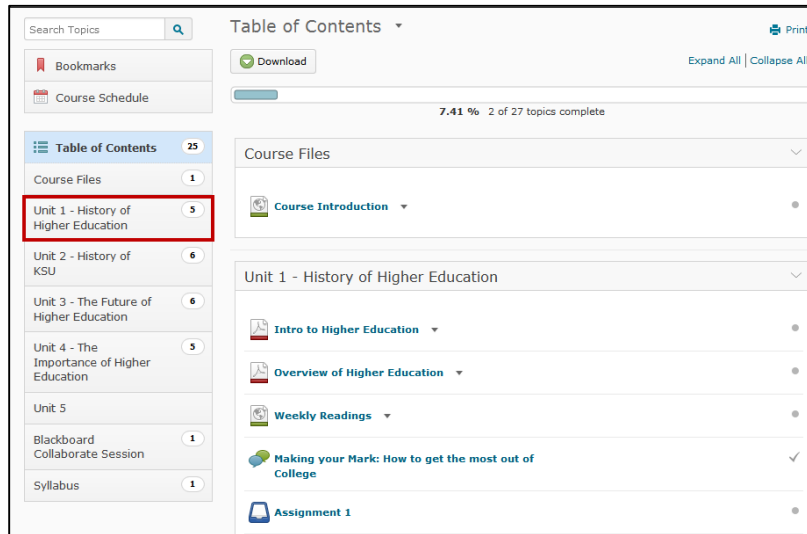 Search Topics
Bookmarks
Course Schedule
Table of Contents 25
Course Files 1
Unit 1 - History of 5
Higher Education
Unit 2 - History of 6
KSU
Unit 3 - The Future of 6
Higher Education
Unit 4 - The 5
Importance of Higher
Education
Unit 5
Blackboard 1
Collaborate Session
Syllabus 1
Table of Contents
Print
Download
Expand All | Collapse All
7.41 % 2 of 27 topics complete
Course Files
Course Introduction
Unit 1 - History of Higher Education
Intro to Higher Education
Overview of Higher Education
Weekly Readings
Making your Mark: How to get the most out of
College
Assignment 1